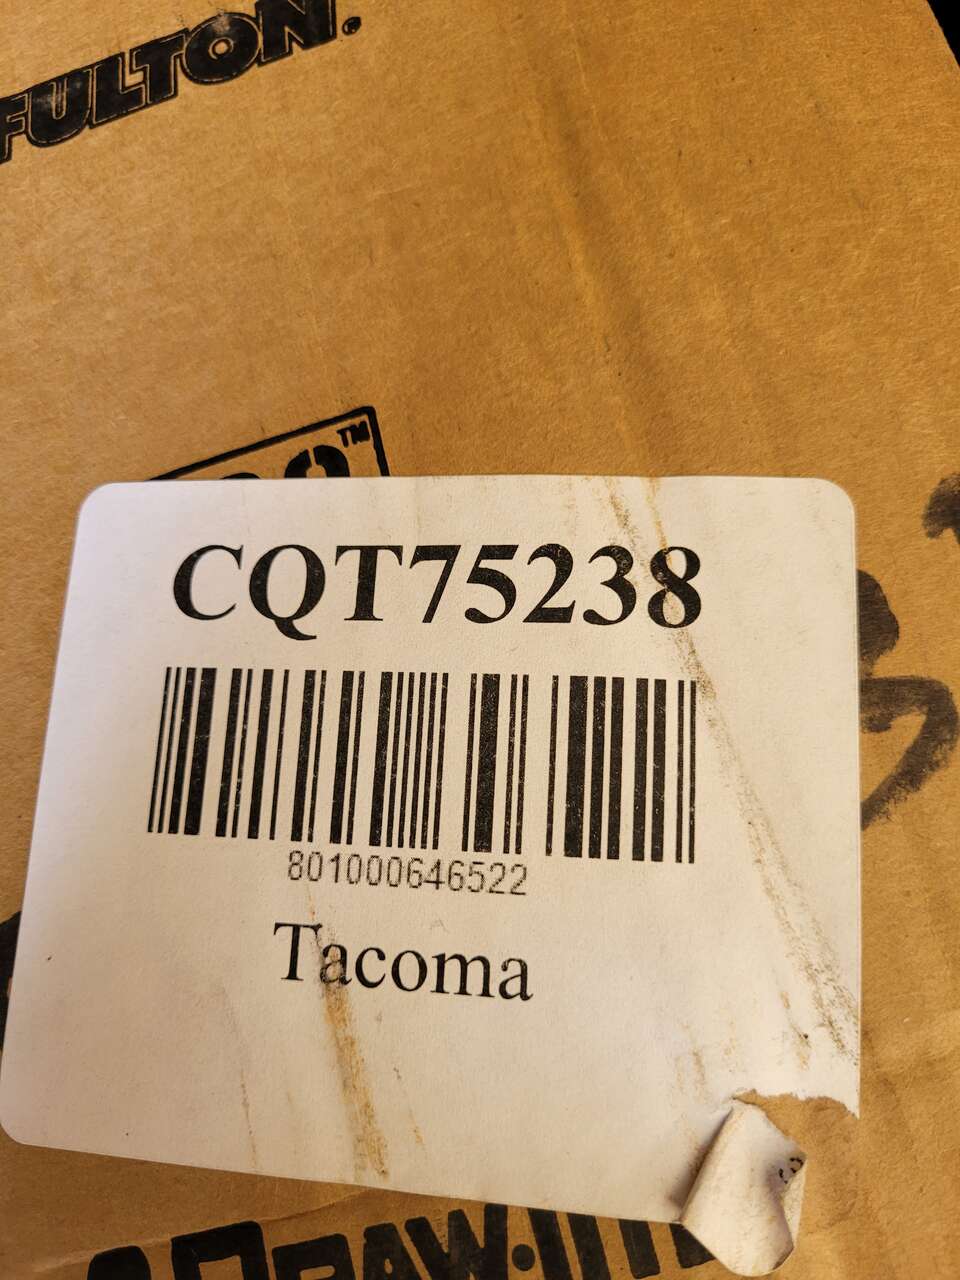 FULTON.
CQT75238
801000646522
Tacoma